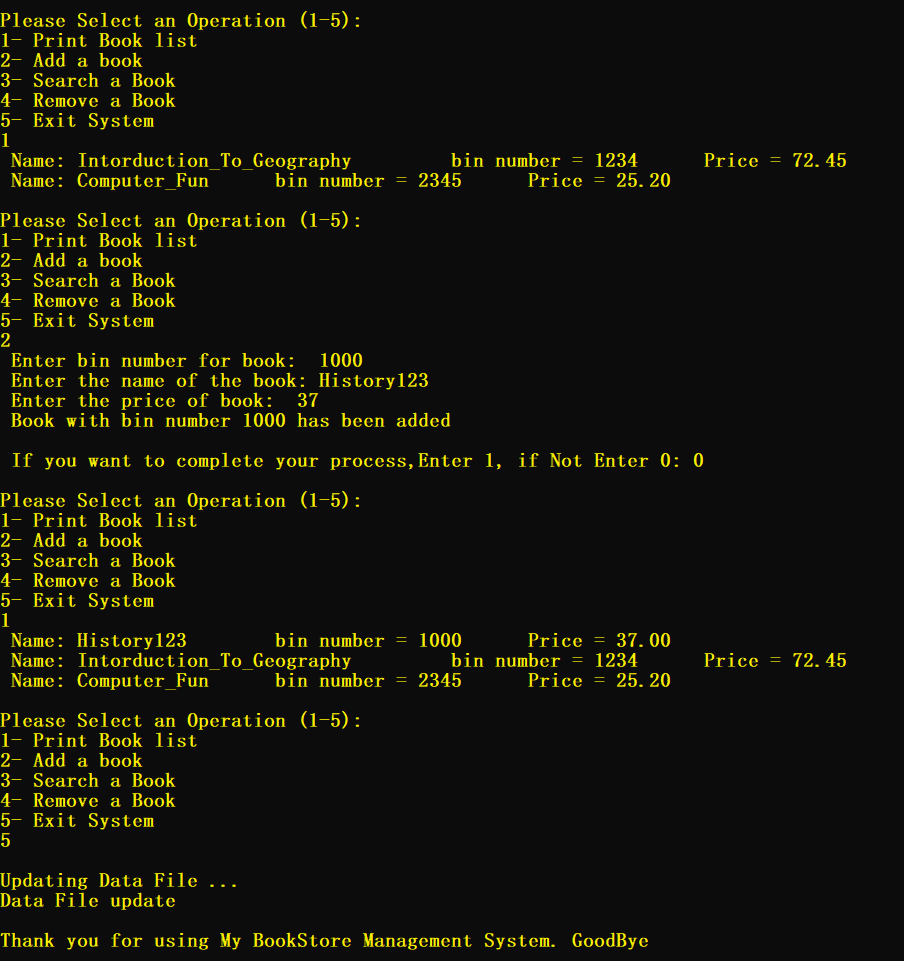 Please Select an Operation (1-5):
1- Print Book list
2- Add a book
3- Search a Book
4- Remove a Book
5- Exit System
1
Name: Intorduction_To_Geography bin number = 1234 Price = 72.45
Name: Computer_Fun bin number = 2345 Price = 25.20
Please Select an Operation (1-5):
1- Print Book list
2- Add a book
3- Search a Book
4- Remove a Book
5- Exit System
2
Enter bin number for book: 1000
Enter the name of the book: History123
Enter the price of book: 37
Book with bin number 1000 has been added
If you want to complete your process,Enter 1, if Not Enter 0: 0
Please Select an Operation (1-5):
1- Print Book list
2- Add a book
3- Search a Book
4- Remove a Book
5- Exit System
1
Name: History123 bin number = 1000 Price = 37.00
Name: Intorduction_To_Geography bin number = 1234 Price = 72.45
Name: Computer_Fun bin number = 2345 Price = 25.20
Please Select an Operation (1-5):
1- Print Book list
2- Add a book
3- Search a Book
4- Remove a Book
5- Exit System
5
Updating Data File ...
Data File update
Thank you for using My BookStore Management System. GoodBye